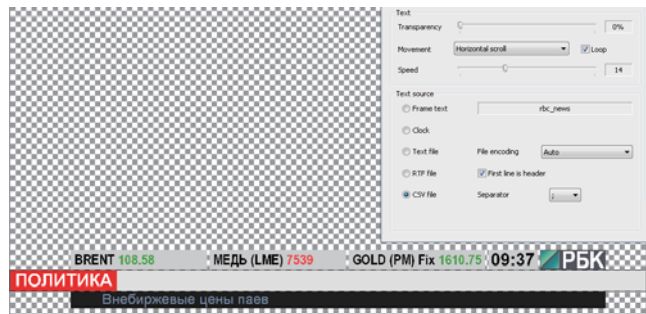 Text
Transparency 0%
Movement Horizontal scroll Loop
Speed 14
Text source
Frame text rbc_news
Clock
Text file File encoding Auto
RTF file First line is header
CSV file Separator ;
BRENT 108.58 МЕДЬ (LME) 7539 GOLD (PM) Fix 1610.75 09:37 РБК
ПОЛИТИКА
Внебиржевые цены паев